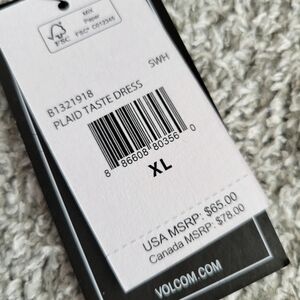 FSC
MIX
Paper
B1321918
SWH
PLAID TASTE DRESS
8 86608 80356 0
XL
USA MSRP: $65.00
Canada MSRP: $78.00
VOLCOM.COM